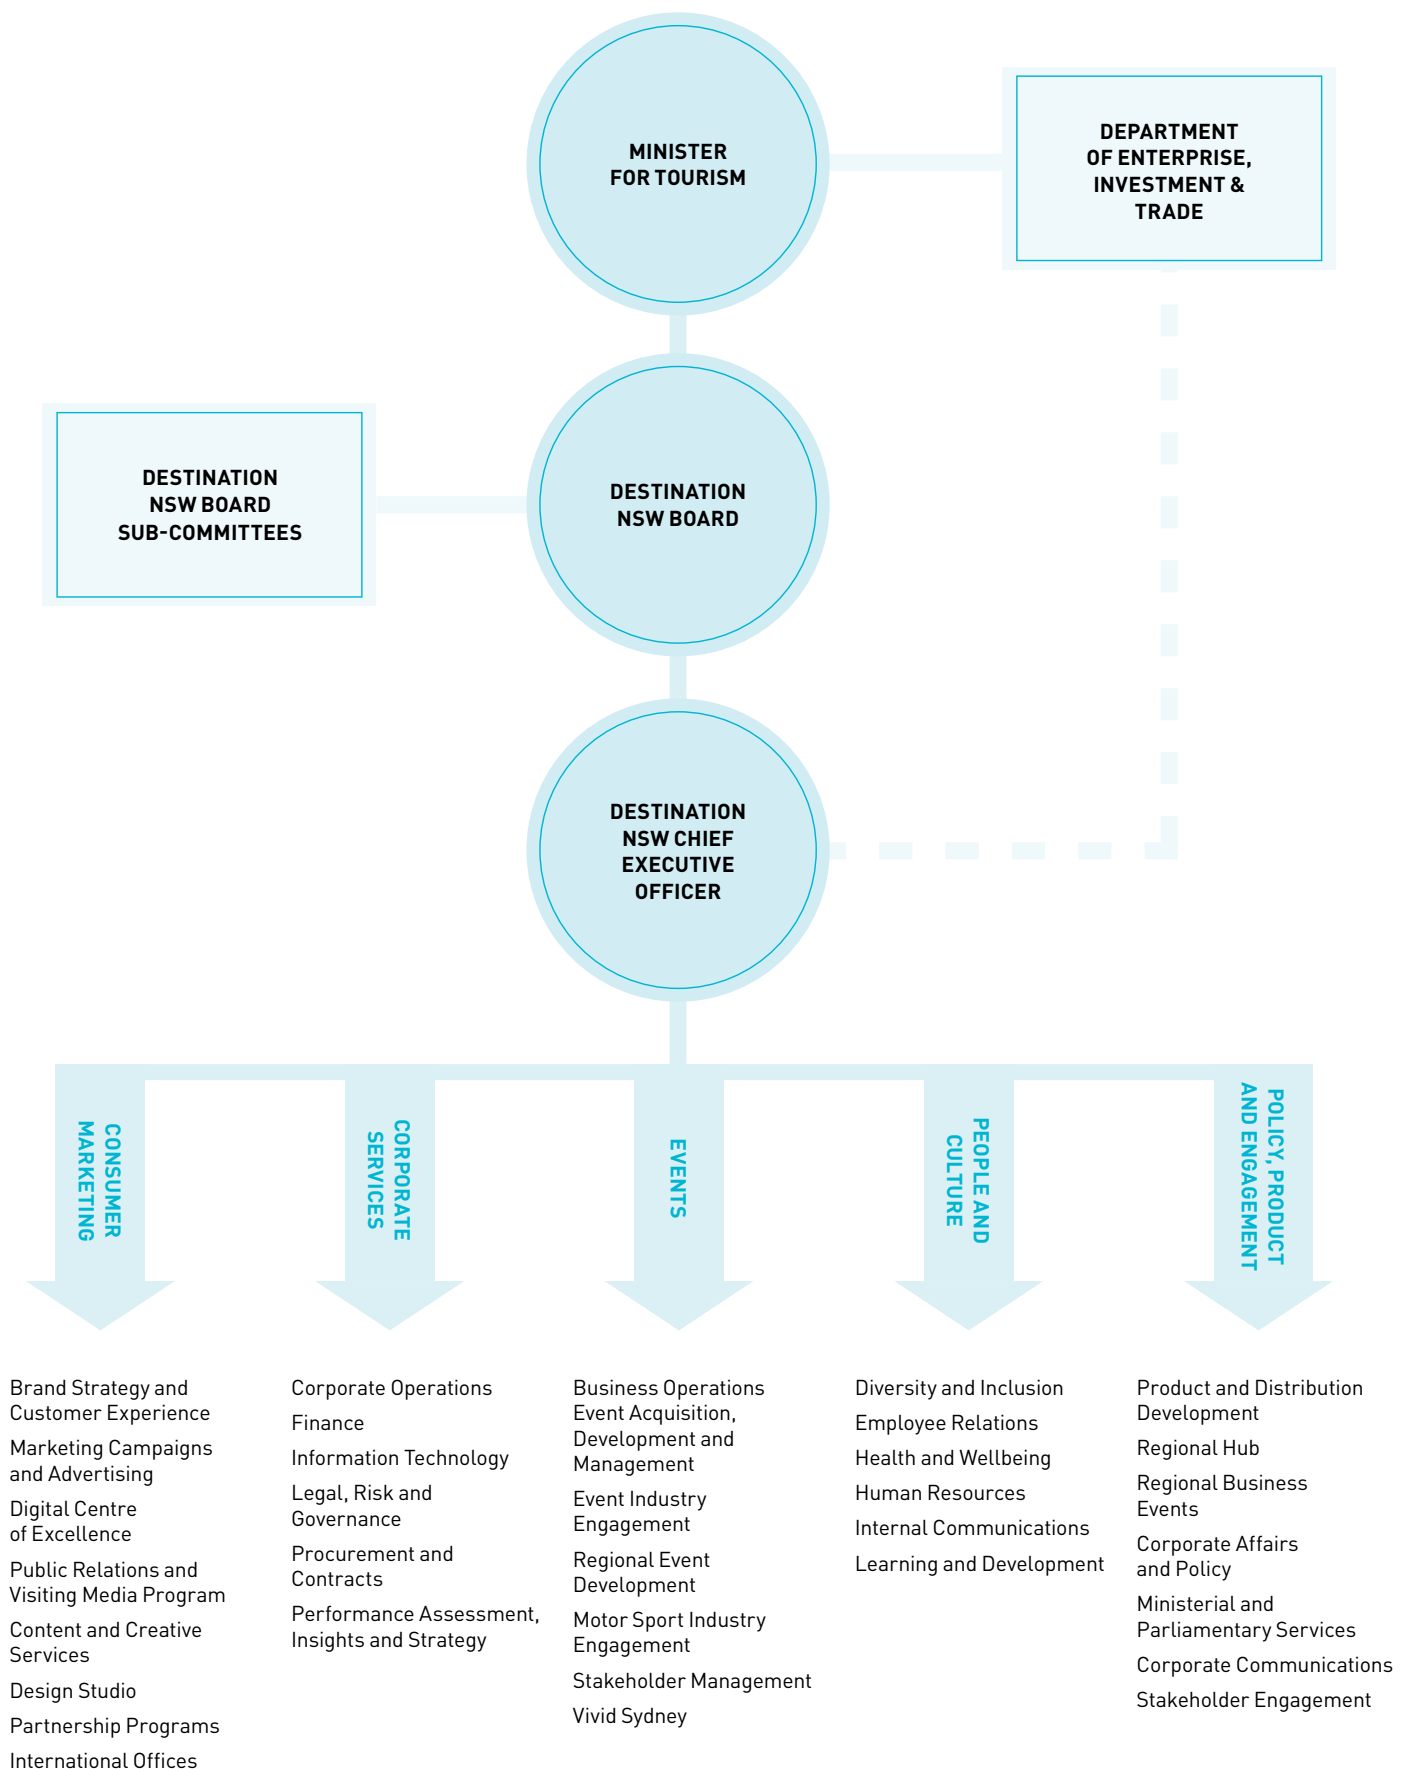 MINISTER
FOR TOURISM
DEPARTMENT
OF ENTERPRISE,
INVESTMENT &
TRADE
DESTINATION
NSW BOARD
SUB-COMMITTEES
DESTINATION
NSW BOARD
DESTINATION
NSW CHIEF
EXECUTIVE
OFFICER
CONSUMER
MARKETING
CORPORATE
SERVICES
EVENTS
PEOPLE AND
CULTURE
POLICY, PRODUCT
AND ENGAGEMENT
Brand Strategy and
Customer Experience
Marketing Campaigns
and Advertising
Digital Centre
of Excellence
Public Relations and
Visiting Media Program
Content and Creative
Services
Design Studio
Partnership Programs
International Offices
Corporate Operations
Finance
Information Technology
Legal, Risk and
Governance
Procurement and
Contracts
Performance Assessment,
Insights and Strategy
Business Operations
Event Acquisition,
Development and
Management
Event Industry
Engagement
Regional Event
Development
Motor Sport Industry
Engagement
Stakeholder Management
Vivid Sydney
Diversity and Inclusion
Employee Relations
Health and Wellbeing
Human Resources
Internal Communications
Learning and Development
Product and Distribution
Development
Regional Hub
Regional Business
Events
Corporate Affairs
and Policy
Ministerial and
Parliamentary Services
Corporate Communications
Stakeholder Engagement